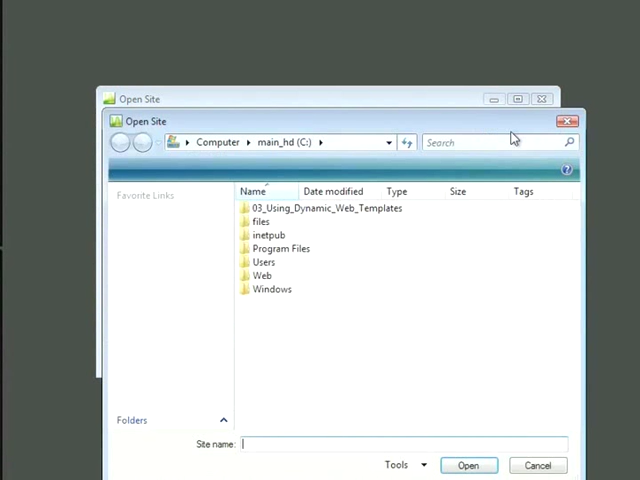 Open Site
Open Site
Computer main_hd (C:) Search
Favorite Links
Name Date modified Type Size Tags
03_Using_Dynamic_Web_Templates
files
inetpub
Program Files
Users
Web
Windows
Folders
Site name:
Tools Open Cancel